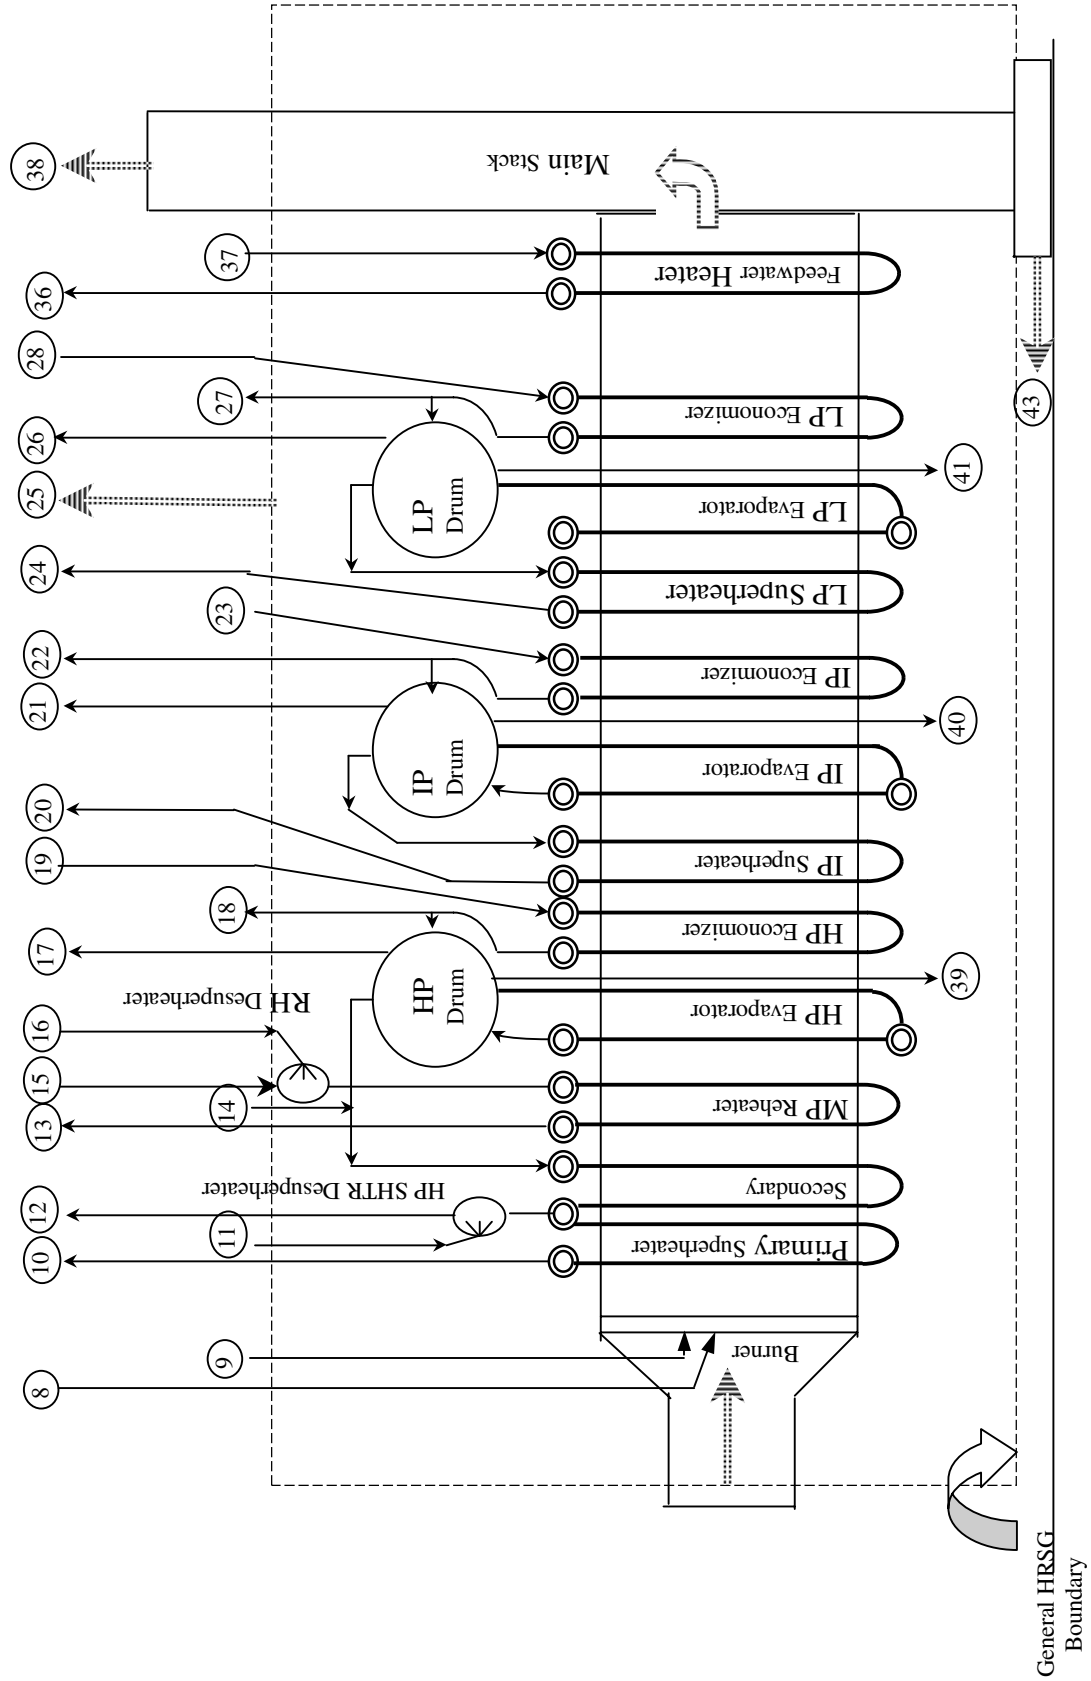 38
Main Stack
37
36
Feedwater Heater
28
27
26
LP Economizer
43
25
41
LP
Drum
LP Evaporator
24
LP Superheater
23
22
IP Economizer
21
40
IP
Drum
IP Evaporator
20
19
IP Superheater
18
HP Economizer
17
39
HP
Drum
HP Evaporator
RH Desuperheater
16
15
14
13
MP Reheater
HP SHTR Desuperheater
Secondary
12
11
10
Primary Superheater
9
8
Burner
General HRSG
Boundary